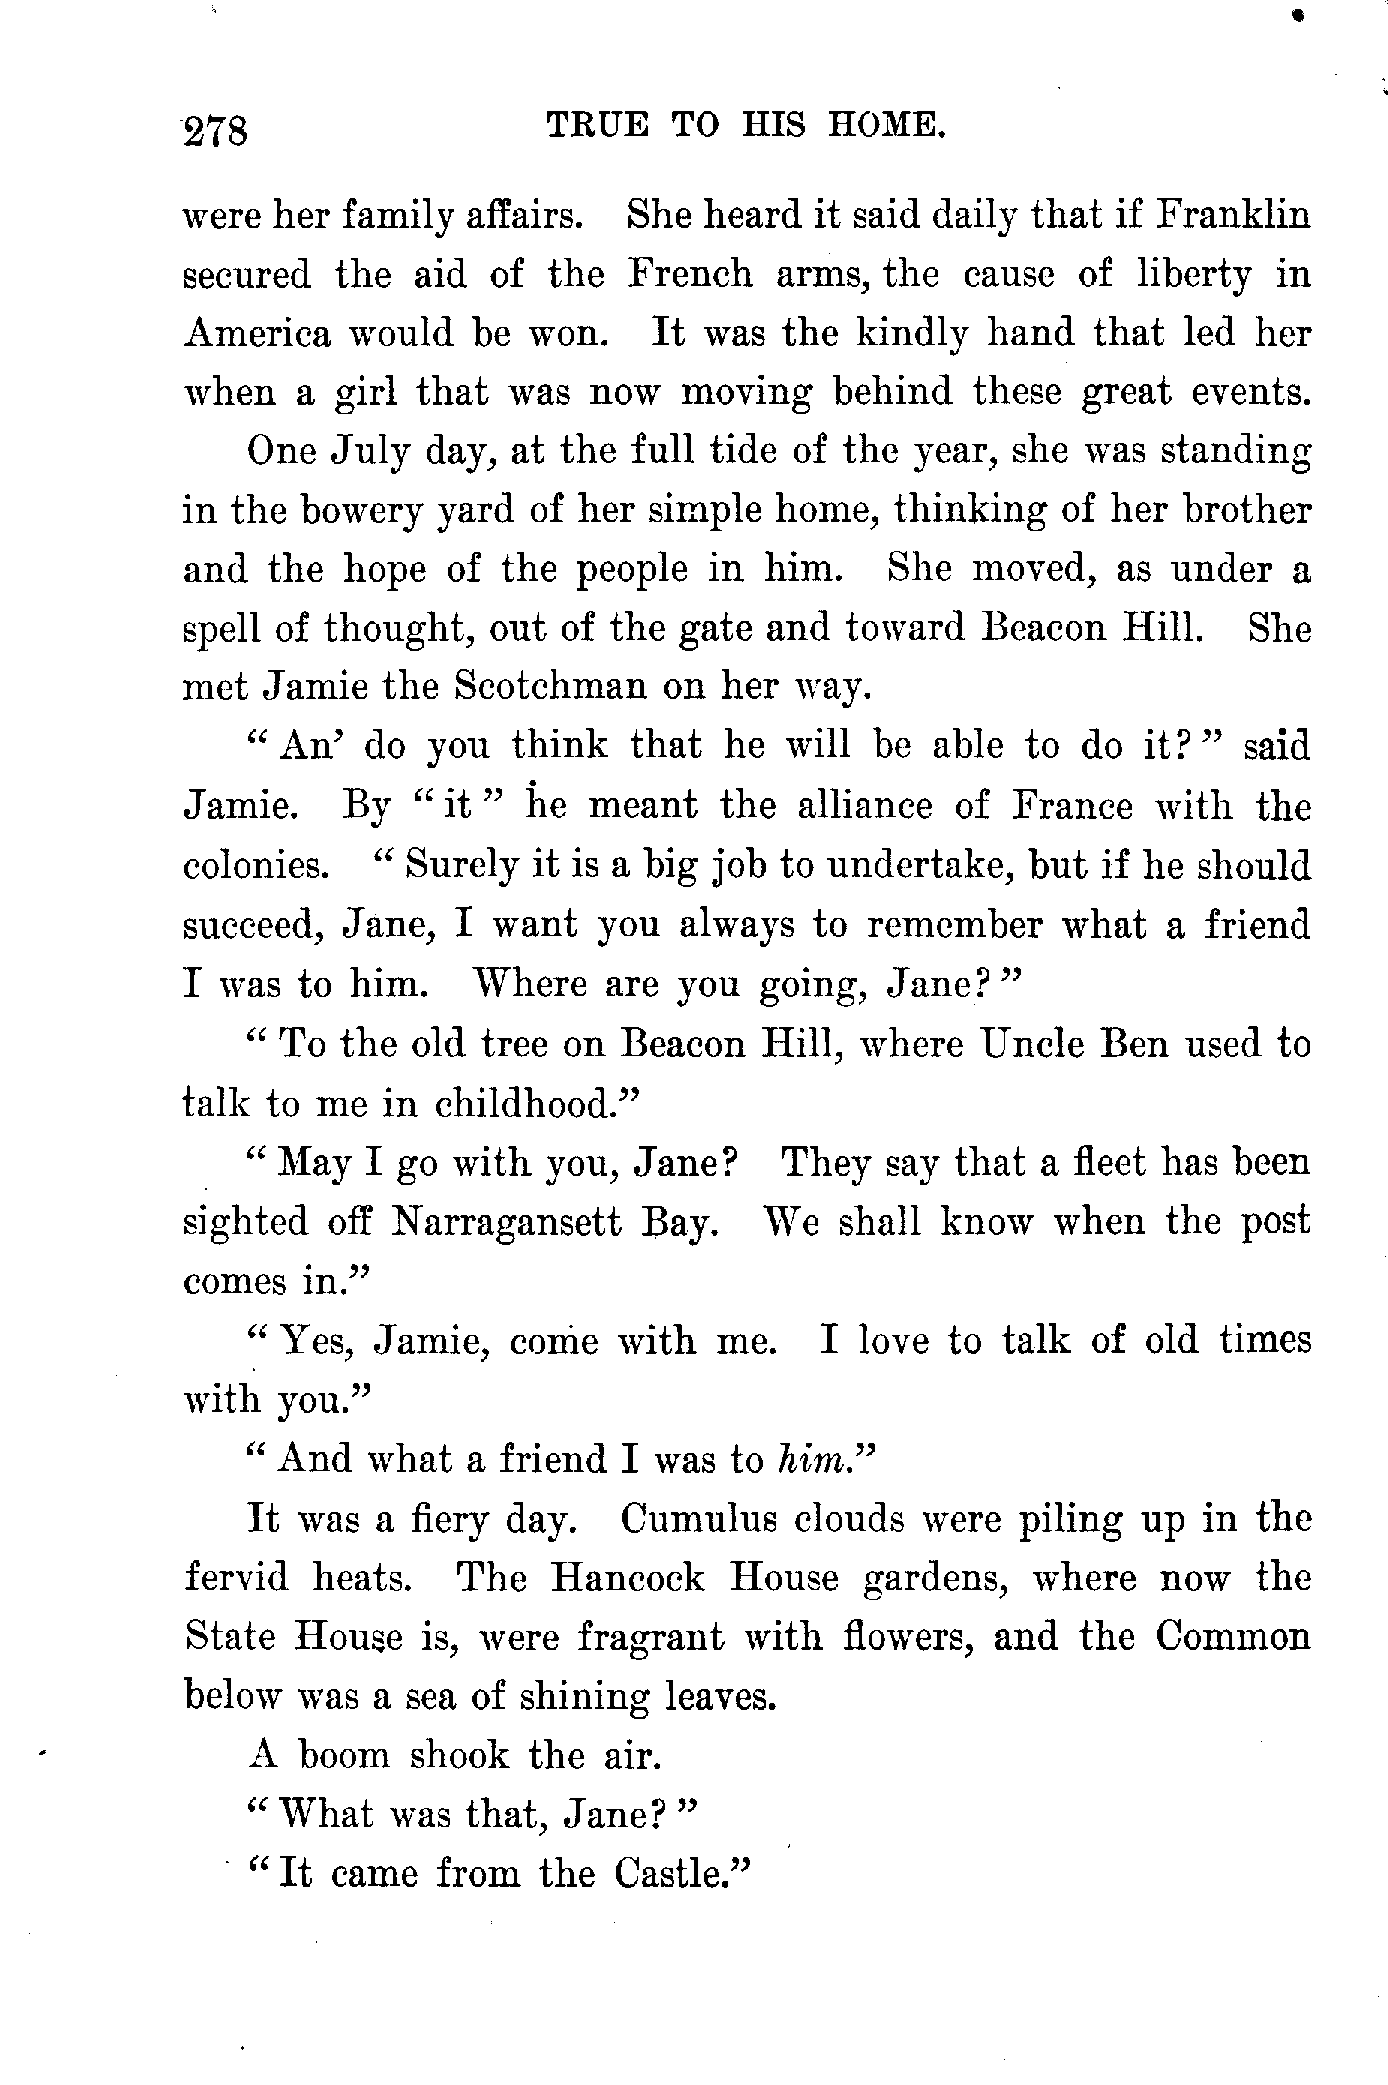 278 TRUE TO HIS HOME.
were her family affairs. She heard it said daily that if Franklin
secured the aid of the French arms, the cause of liberty in
America would be won. It was the kindly hand that led her
when a girl that was now moving behind these great events.
One July day, at the full tide of the year, she was standing
in the bowery yard of her simple home, thinking of her brother
and the hope of the people in him. She moved, as under a
spell of thought, out of the gate and toward Beacon Hill. She
met Jamie the Scotchman on her way.
“ An’ do you think that he will be able to do it? ” said
Jamie. By “ it ” he meant the alliance of France with the
colonies. “ Surely it is a big job to undertake, but if he should
succeed, Jane, I want you always to remember what a friend
I was to him. Where are you going, Jane? ”
“ To the old tree on Beacon Hill, where Uncle Ben used to
talk to me in childhood.”
“ May I go with you, Jane? They say that a fleet has been
sighted off Narragansett Bay. We shall know when the post
comes in.”
“ Yes, Jamie, come with me. I love to talk of old times
with you.”
“ And what a friend I was to him.”
It was a fiery day. Cumulus clouds were piling up in the
fervid heats. The Hancock House gardens, where now the
State House is, were fragrant with flowers, and the Common
below was a sea of shining leaves.
A boom shook the air.
“ What was that, Jane? ”
“ It came from the Castle.”